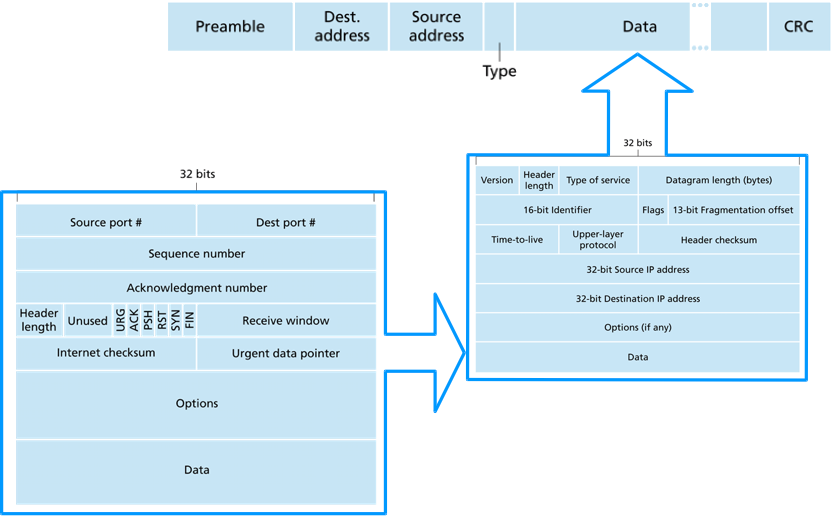 Preamble
Dest.
address
Source
address
Data
CRC
Type
32 bits
Source port #
Dest port #
Sequence number
Acknowledgment number
Header
length
Unused
URG
ACK
PSH
RST
SYN
FIN
Receive window
Internet checksum
Urgent data pointer
Options
Data
32 bits
Version
Header
length
Type of service
Datagram length (bytes)
16-bit Identifier
Flags
13-bit Fragmentation offset
Time-to-live
Upper-layer
protocol
Header checksum
32-bit Source IP address
32-bit Destination IP address
Options (if any)
Data